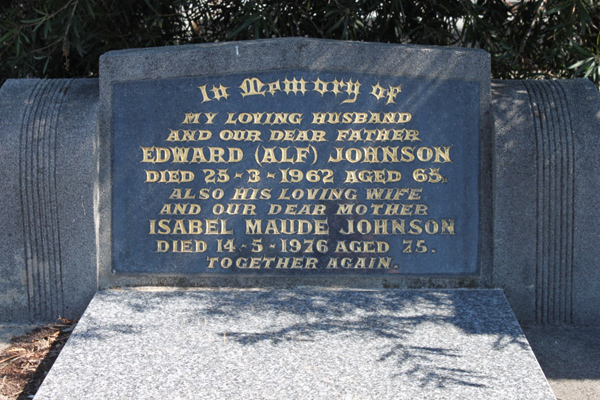 In Memory of
MY LOVING HUSBAND
AND OUR DEAR FATHER
EDWARD (ALF) JOHNSON
DIED 25-3-1962 AGED 65.
ALSO HIS LOVING WIFE
AND OUR DEAR MOTHER
ISABEL MAUDE JOHNSON
DIED 14-5-1976 AGED 75.
TOGETHER AGAIN.